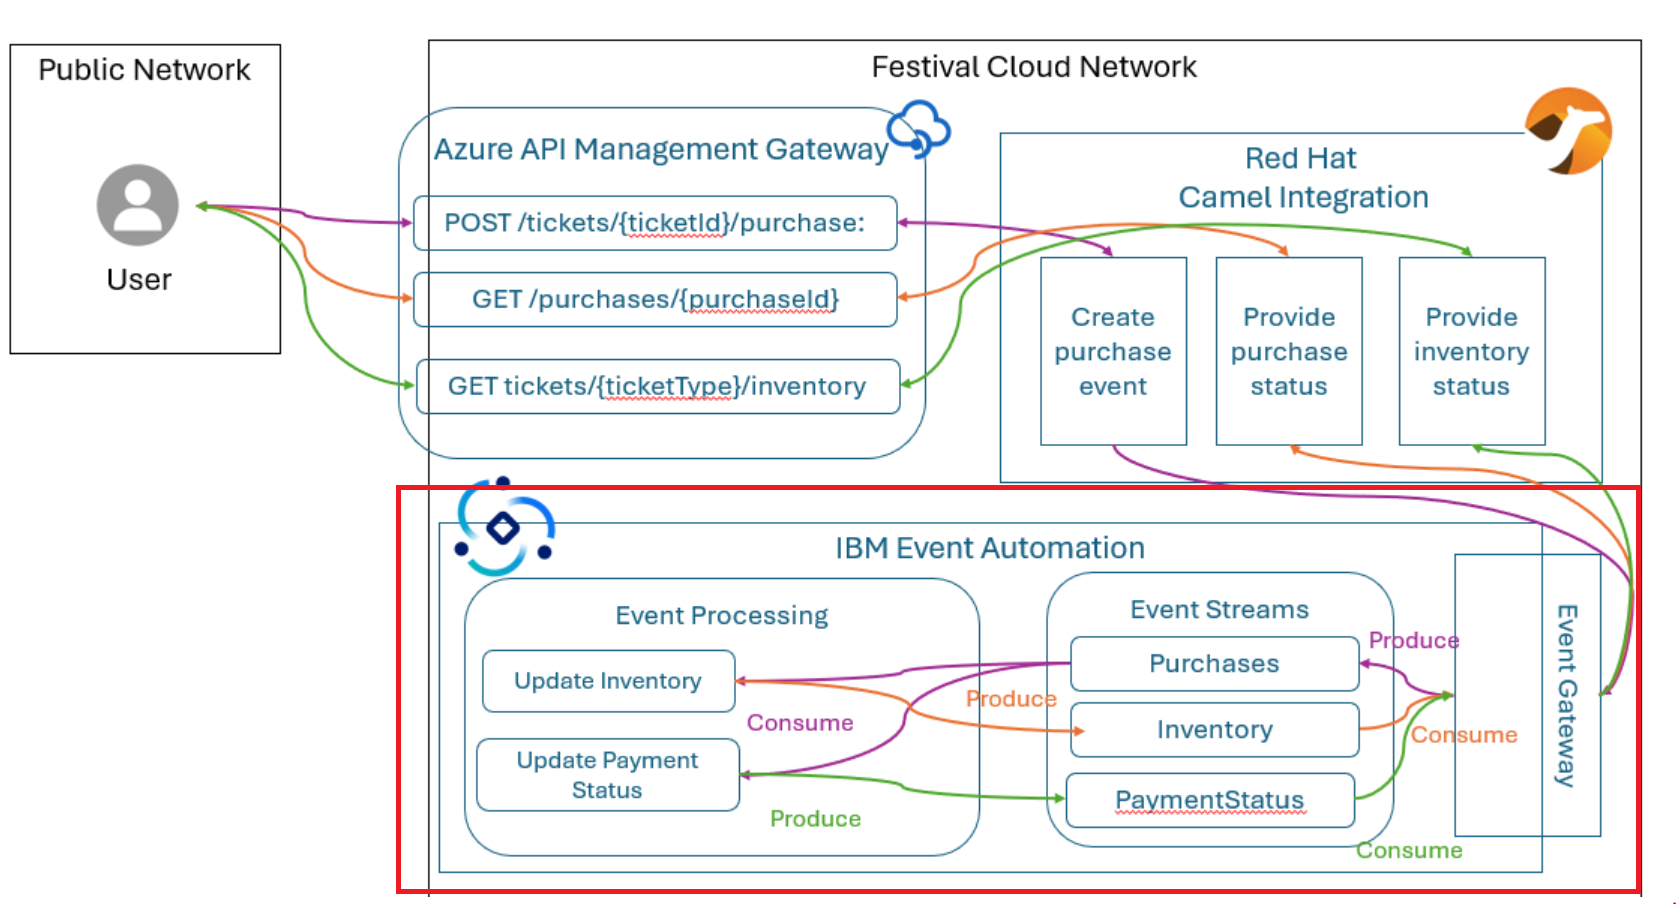 Public Network
User
Festival Cloud Network
Azure API Management Gateway
POST /tickets/{ticketId}/purchase:
GET /purchases/{purchaseId}
GET tickets/{ticketType}/inventory
Red Hat
Camel Integration
Create
purchase
event
Provide
purchase
status
Provide
inventory
status
IBM Event Automation
Event Processing
Update Inventory
Update Payment
Status
Consume
Produce
Produce
Event Streams
Purchases
Inventory
PaymentStatus
Produce
Consume
Consume
Event Gateway